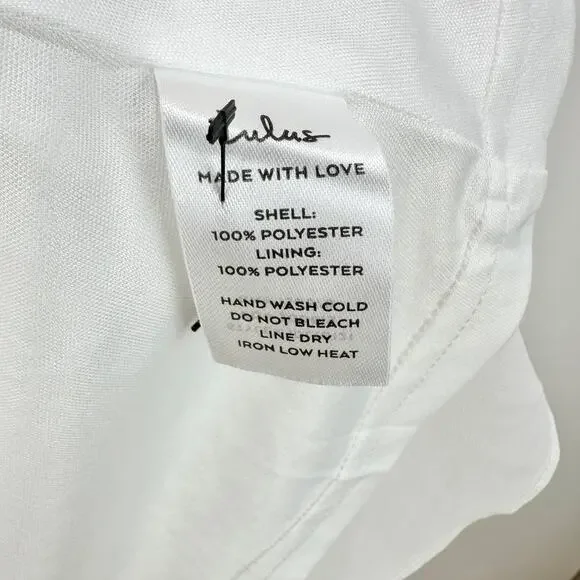 Lulus
MADE WITH LOVE
SHELL:
100% POLYESTER
LINING:
100% POLYESTER
HAND WASH COLD
DO NOT BLEACH
LINE DRY
IRON LOW HEAT